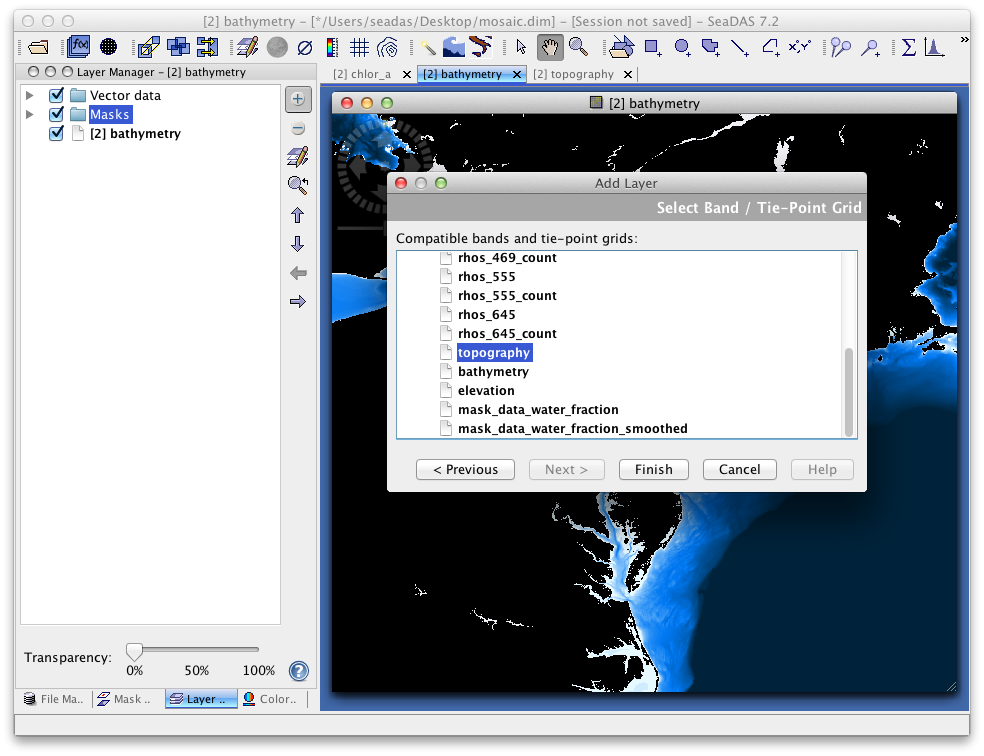 [2] bathymetry - [*/Users/seadas/Desktop/mosaic.dim] - [Session not saved] - SeaDAS 7.2
f(x)
»
Layer Manager - [2] bathymetry
[2] chlor_a
[2] bathymetry
[2] topography
Vector data
Masks
[2] bathymetry
[2] bathymetry
Add Layer
Select Band / Tie-Point Grid
Compatible bands and tie-point grids:
rhos_469_count
rhos_555
rhos_555_count
rhos_645
rhos_645_count
topography
bathymetry
elevation
mask_data_water_fraction
mask_data_water_fraction_smoothed
< Previous
Next >
Finish
Cancel
Help
Transparency:
0% 50% 100%
?
File Ma..
Mask ..
Layer ..
Color..